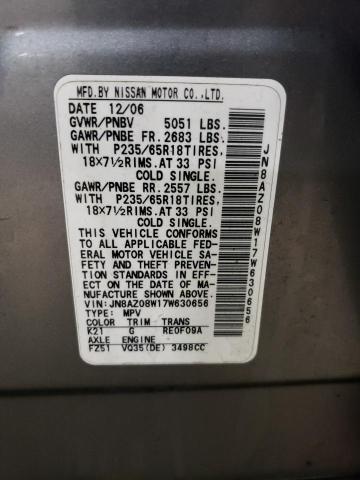 MFD.BY NISSAN MOTOR CO.,LTD.
DATE 12/06
GVWR/PNBV 5051 LBS.
GAWR/PNBE FR. 2683 LBS.
WITH P235/65R18TIRES,
18×7½RIMS.AT 33 PSI
COLD SINGLE.
GAWR/PNBE RR. 2557 LBS.
WITH P235/65R18TIRES,
18×7½RIMS.AT 33 PSI
COLD SINGLE.
THIS VEHICLE CONFORMS
TO ALL APPLICABLE FED-
ERAL MOTOR VEHICLE SA-
FETY AND THEFT PREVEN-
TION STANDARDS IN EFF-
ECT ON THE DATE OF MA-
NUFACTURE SHOWN ABOVE.
VIN:JN8AZ08W17W630656
TYPE: MPV
COLOR TRIM TRANS
K21 G RE0F09A
AXLE ENGINE
FZ51 VQ35(DE) 3498CC
JN8AZ08W17W630656